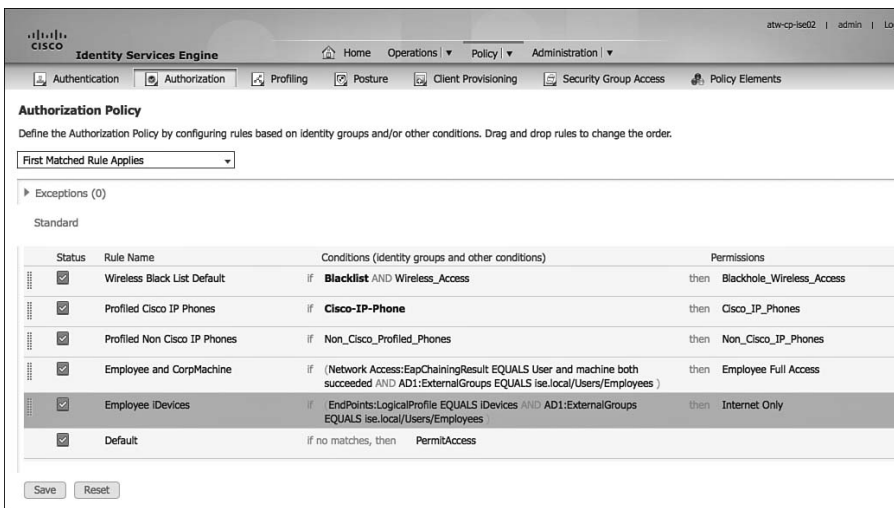 atw-cp-ise02 | admin | Lo
CISCO Identity Services Engine
Home Operations | ▼ Policy | ▼ Administration | ▼
Authentication Authorization Profiling Posture Client Provisioning Security Group Access Policy Elements
Authorization Policy
Define the Authorization Policy by configuring rules based on identity groups and/or other conditions. Drag and drop rules to change the order.
First Matched Rule Applies
Exceptions (0)
Standard
Status Rule Name Conditions (identity groups and other conditions) Permissions
Wireless Black List Default if Blacklist AND Wireless_Access then Blackhole_Wireless_Access
Profiled Cisco IP Phones if Cisco-IP-Phone then Cisco_IP_Phones
Profiled Non Cisco IP Phones if Non_Cisco_Profiled_Phones then Non_Cisco_IP_Phones
Employee and CorpMachine if (Network Access:EapChainingResult EQUALS User and machine both then Employee Full Access
succeeded AND AD1:ExternalGroups EQUALS ise.local/Users/Employees )
Employee iDevices if (EndPoints:LogicalProfile EQUALS iDevices AND AD1:ExternalGroups then Internet Only
EQUALS ise.local/Users/Employees )
Default if no matches, then PermitAccess
Save Reset